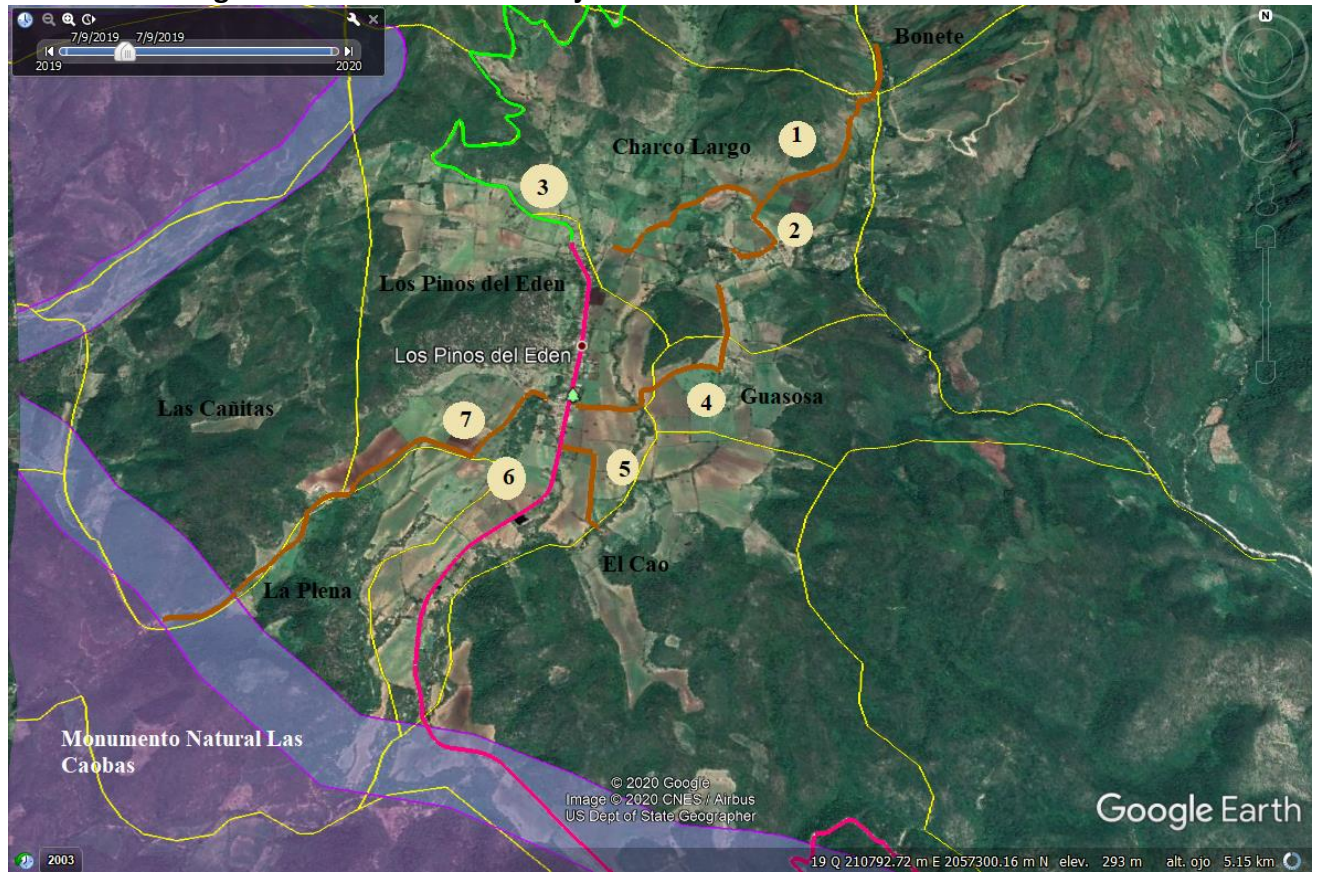 7/9/2019 7/9/2019
2019 2020
N
Bonete
1
Charco Largo
3
2
Los Pinos del Eden
Los Pinos del Eden
Las Cañitas
7
4
Guasosa
6
5
El Cao
La Plena
Monumento Natural Las
Caobas
© 2020 Google
Image © 2020 CNES / Airbus
US Dept of State Geographer
Google Earth
2003
19 Q 210792.72 m E 2057300.16 m N elev. 293 m alt. ojo 5.15 km